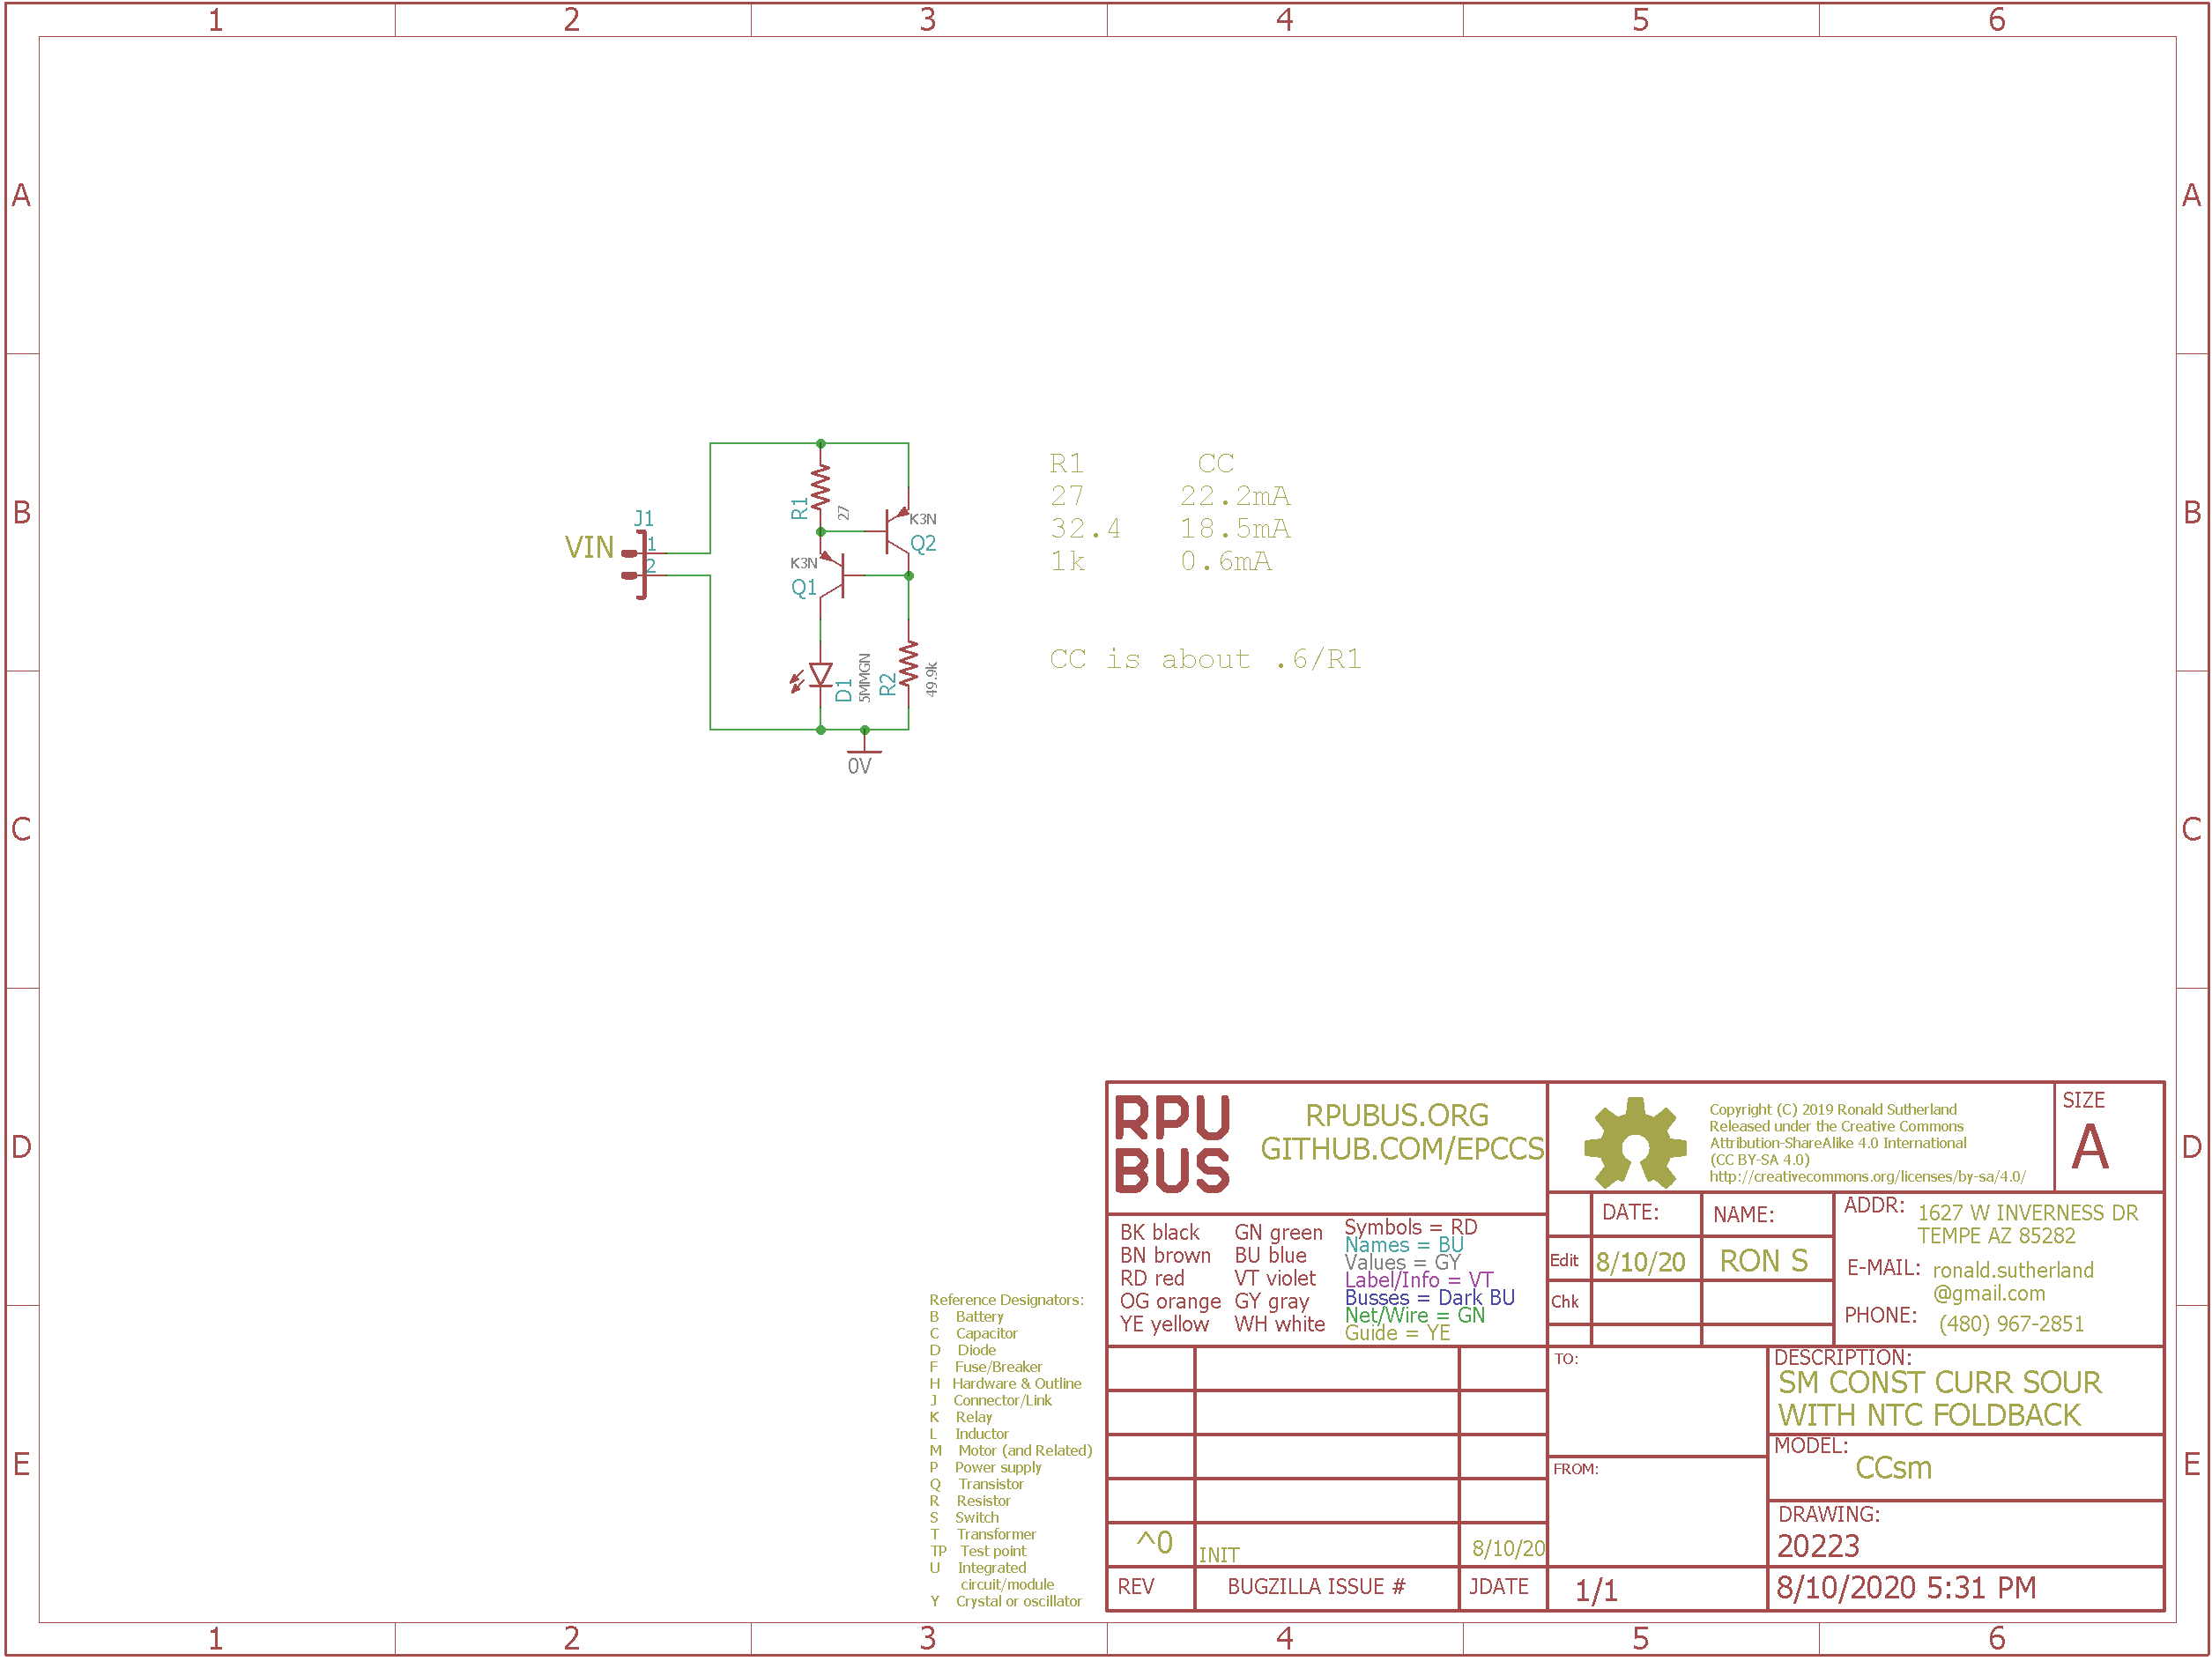 1 2 3 4 5 6
A A
B B
C C
D D
E E
R1 CC
27 22.2mA
32.4 18.5mA
1k 0.6mA
CC is about .6/R1
VIN
J1
1
2
R1
27
K3N
Q2
K3N
Q1
D1
5MMGN
R2
49.9k
0V
RPU
BUS
RPUBUS.ORG
GITHUB.COM/EPCCS
Copyright (C) 2019 Ronald Sutherland
Released under the Creative Commons
Attribution-ShareAlike 4.0 International
(CC BY-SA 4.0)
http://creativecommons.org/licenses/by-sa/4.0/
SIZE
A
BK black GN green
BN brown BU blue
RD red VT violet
OG orange GY gray
YE yellow WH white
Symbols = RD
Names = BU
Values = GY
Label/Info = VT
Busses = Dark BU
Net/Wire = GN
Guide = YE
DATE: NAME:
Edit 8/10/20 RON S
Chk
ADDR: 1627 W INVERNESS DR
TEMPE AZ 85282
E-MAIL: ronald.sutherland
@gmail.com
PHONE: (480) 967-2851
Reference Designators:
B Battery
C Capacitor
D Diode
F Fuse/Breaker
H Hardware & Outline
J Connector/Link
K Relay
L Inductor
M Motor (and Related)
P Power supply
Q Transistor
R Resistor
S Switch
T Transformer
TP Test point
U Integrated
circuit/module
Y Crystal or oscillator
TO:
FROM:
DESCRIPTION:
SM CONST CURR SOUR
WITH NTC FOLDBACK
MODEL:
CCsm
DRAWING:
20223
^0 INIT 8/10/20
REV BUGZILLA ISSUE # JDATE
1/1
8/10/2020 5:31 PM
1 2 3 4 5 6